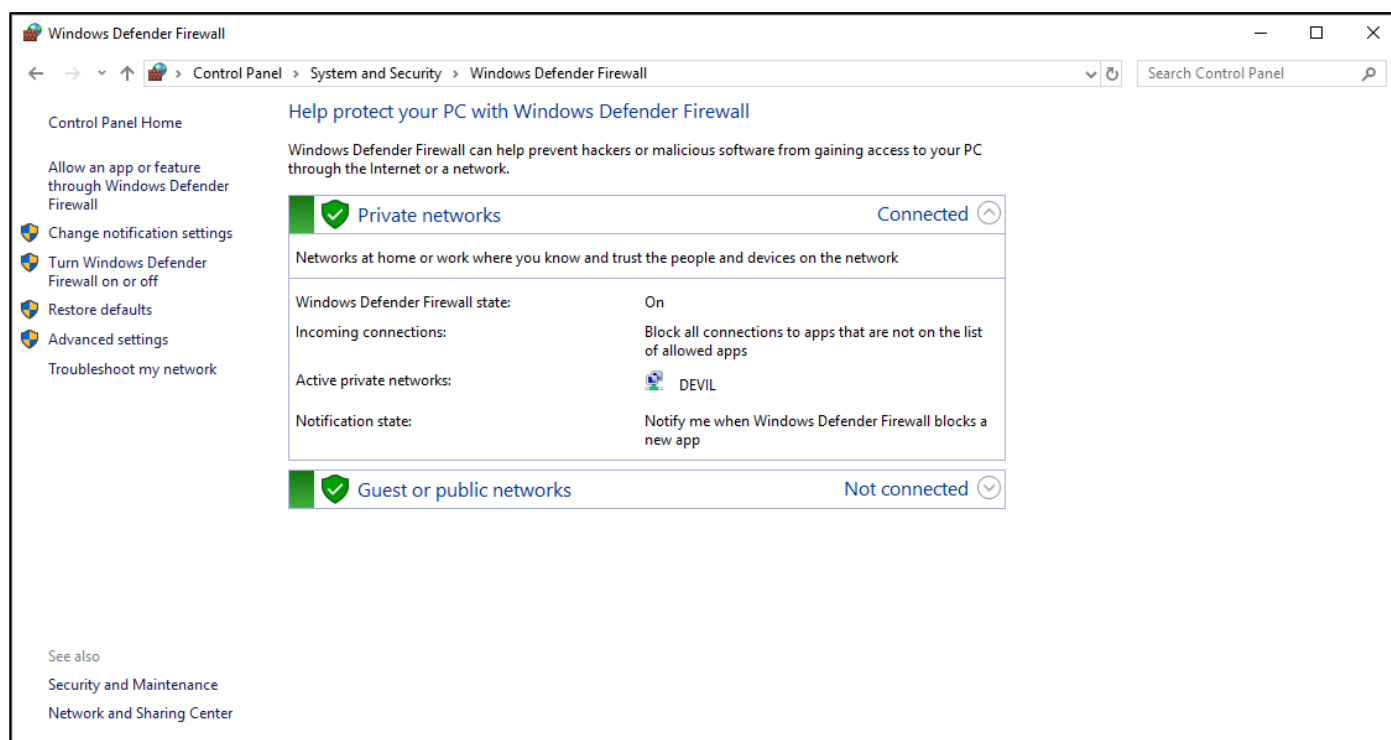 Windows Defender Firewall
Control Panel > System and Security > Windows Defender Firewall
Search Control Panel
Control Panel Home
Allow an app or feature
through Windows Defender
Firewall
Change notification settings
Turn Windows Defender
Firewall on or off
Restore defaults
Advanced settings
Troubleshoot my network
Help protect your PC with Windows Defender Firewall
Windows Defender Firewall can help prevent hackers or malicious software from gaining access to your PC
through the Internet or a network.
Private networks Connected
Networks at home or work where you know and trust the people and devices on the network
Windows Defender Firewall state: On
Incoming connections: Block all connections to apps that are not on the list
of allowed apps
Active private networks: DEVIL
Notification state: Notify me when Windows Defender Firewall blocks a
new app
Guest or public networks Not connected
See also
Security and Maintenance
Network and Sharing Center